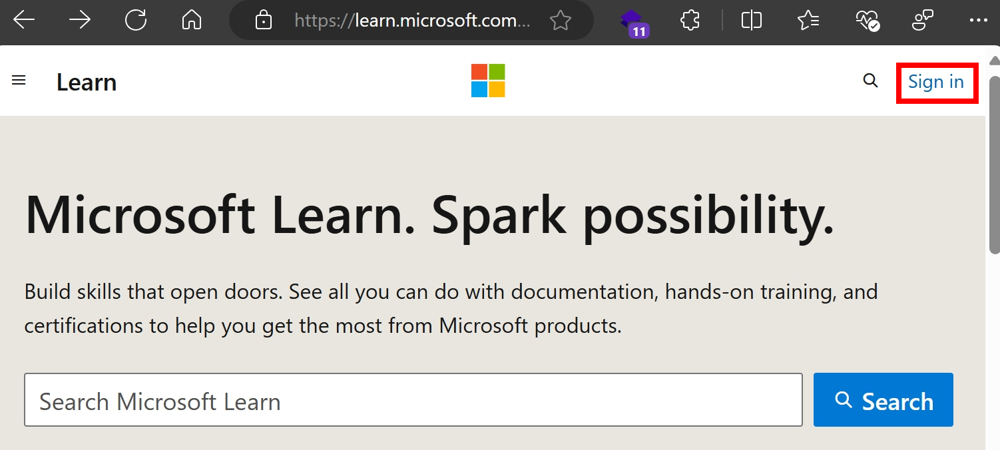 https://learn.microsoft.com...
11
Learn
Sign in
Microsoft Learn. Spark possibility.
Build skills that open doors. See all you can do with documentation, hands-on training, and
certifications to help you get the most from Microsoft products.
Search Microsoft Learn
Search